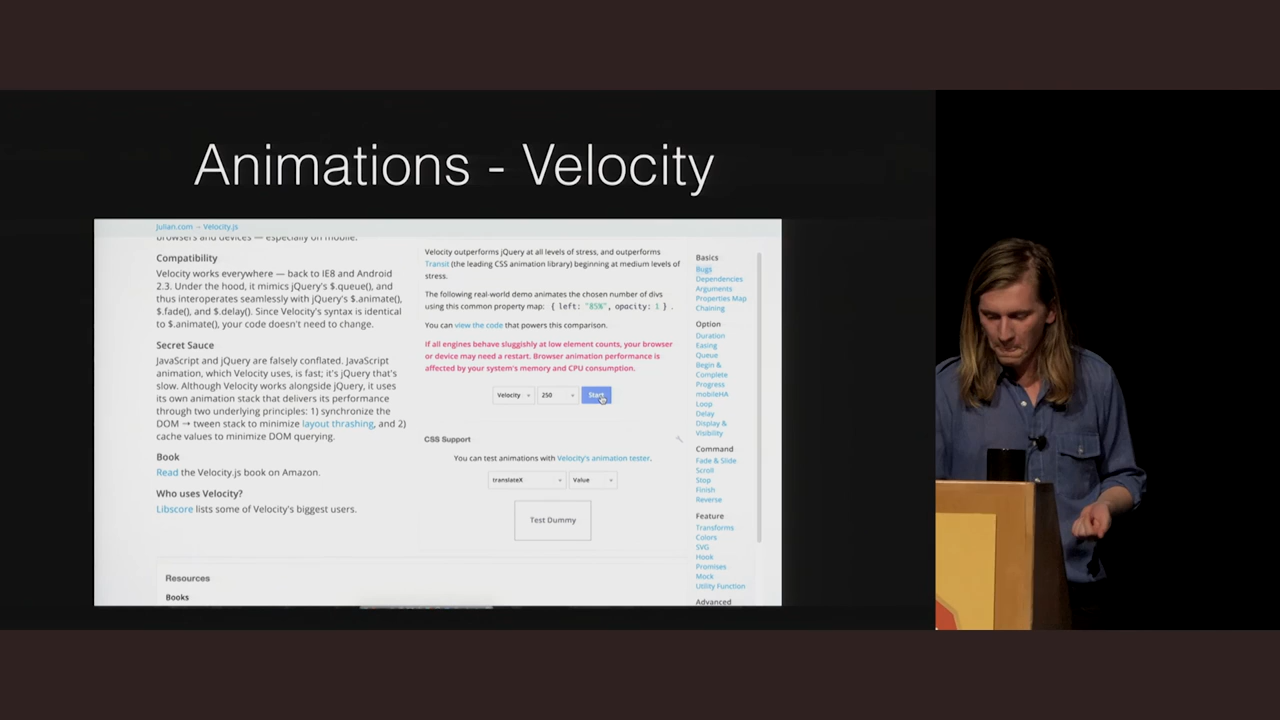 Animations - Velocity
Julian.com → Velocity.js
browsers and devices — especially on mobile.
Compatibility
Velocity works everywhere — back to IE8 and Android
2.3. Under the hood, it mimics jQuery's $.queue(), and
thus interoperates seamlessly with jQuery's $.animate(),
$.fade(), and $.delay(). Since Velocity's syntax is identical
to $.animate(), your code doesn't need to change.
Secret Sauce
JavaScript and jQuery are falsely conflated. JavaScript
animation, which Velocity uses, is fast; it's jQuery that's
slow. Although Velocity works alongside jQuery, it uses
its own animation stack that delivers its performance
through two underlying principles: 1) synchronize the
DOM → tween stack to minimize layout thrashing, and 2)
cache values to minimize DOM querying.
Book
Read the Velocity.js book on Amazon.
Who uses Velocity?
Libscore lists some of Velocity's biggest users.
Resources
Books
Velocity outperforms jQuery at all levels of stress, and outperforms
Transit (the leading CSS animation library) beginning at medium levels of
stress.
The following real-world demo animates the chosen number of divs
using this common property map: { left: "85%", opacity: 1 } .
You can view the code that powers this comparison.
If all engines behave sluggishly at low element counts, your browser
or device may need a restart. Browser animation performance is
affected by your system's memory and CPU consumption.
Velocity 250 Start
CSS Support
You can test animations with Velocity's animation tester.
translateX Value
Test Dummy
Basics
Bugs
Dependencies
Arguments
Properties Map
Chaining
Option
Duration
Easing
Queue
Begin &
Complete
Progress
mobileHA
Loop
Delay
Display &
Visibility
Command
Fade & Slide
Scroll
Stop
Finish
Reverse
Feature
Transforms
Colors
SVG
Hook
Promises
Mock
Utility Function
Advanced